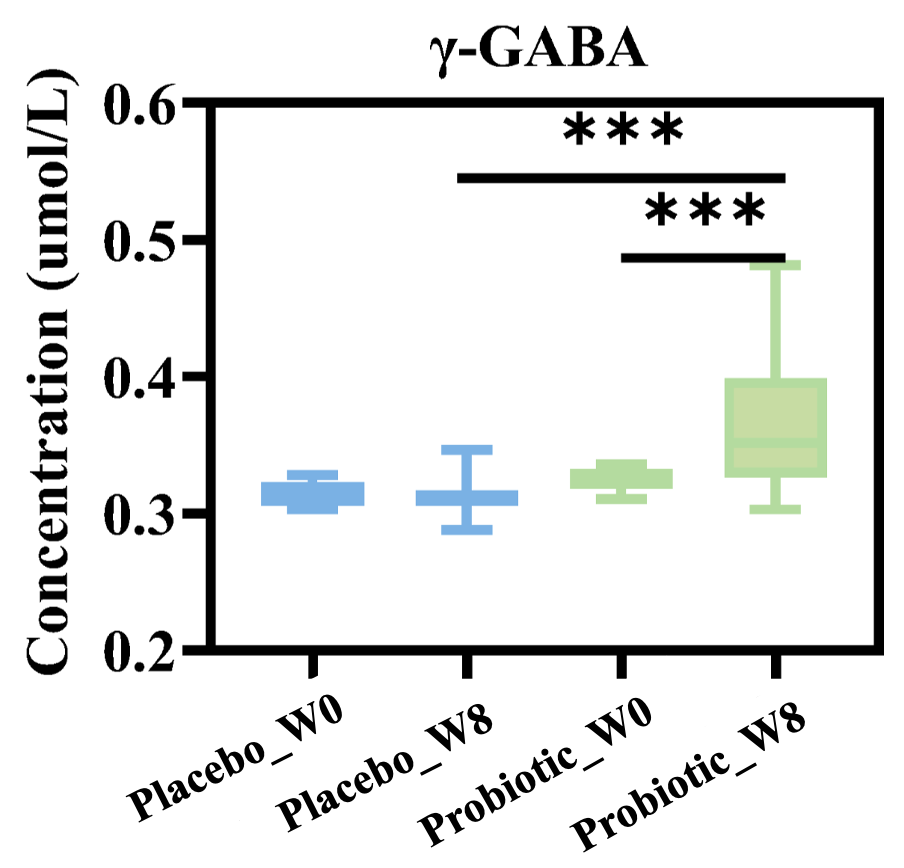 γ-GABA
Concentration (umol/L)
0.6
0.5
0.4
0.3
0.2
***
***
Placebo_W0
Placebo_W8
Probiotic_W0
Probiotic_W8